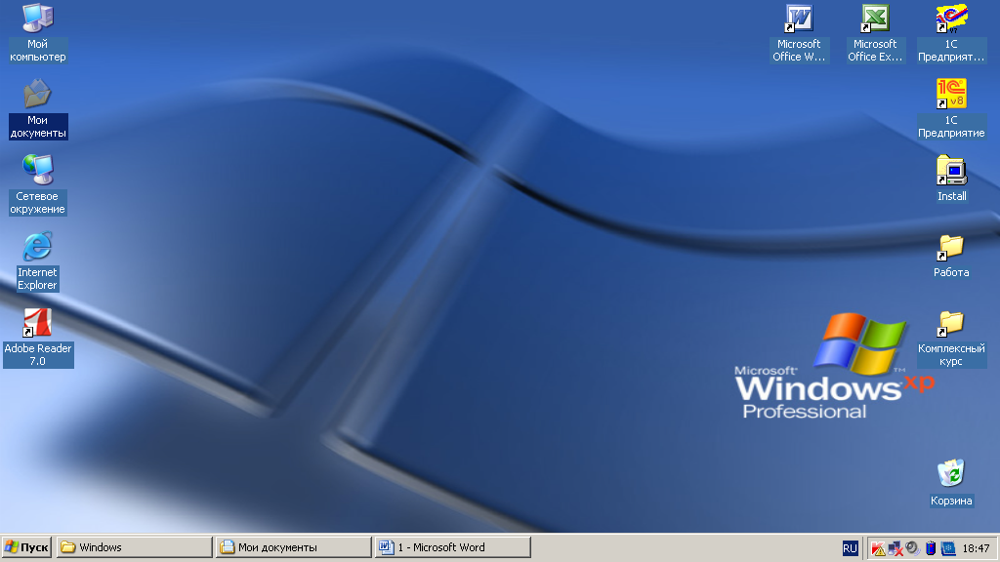 Мой
компьютер
Мои
документы
Сетевое
окружение
Internet
Explorer
Adobe Reader
7.0
Microsoft
Office W...
Microsoft
Office Ex...
1С
Предприят...
1С
Предприятие
Install
Работа
Комплексный
курс
Корзина
Microsoft®
Windows xp
TM
Professional
Пуск
Windows
Мои документы
1 - Microsoft Word
RU
18:47